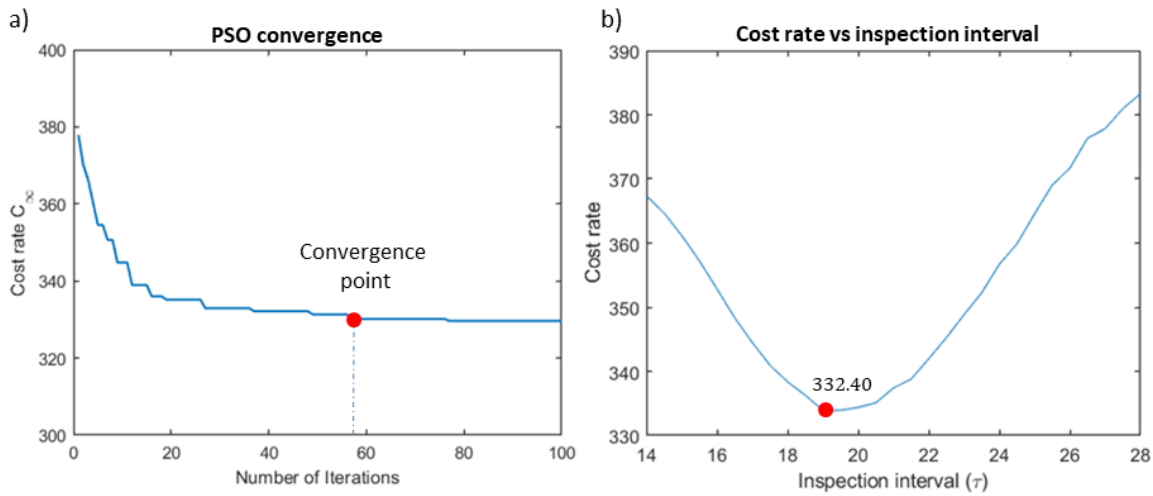 a)
PSO convergence
400
380
360
340
320
300
Cost rate C∞
Convergence
point
0
20
40
60
80
100
Number of Iterations
b)
Cost rate vs inspection interval
390
380
370
360
350
340
330
Cost rate
332.40
14
16
18
20
22
24
26
28
Inspection interval (τ)